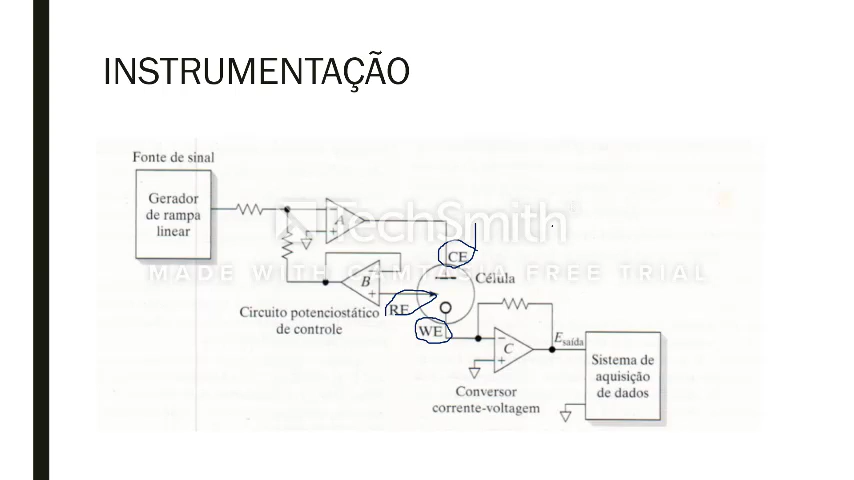 INSTRUMENTAÇÃO
Fonte de sinal
Gerador
de rampa
linear
A
TechSmith
CE
MADE WITH CAMTASIA FREE TRIAL
Célula
B
RE
Circuito potenciostático
de controle
WE
C
E saída
Sistema de
aquisição
de dados
Conversor
corrente-voltagem